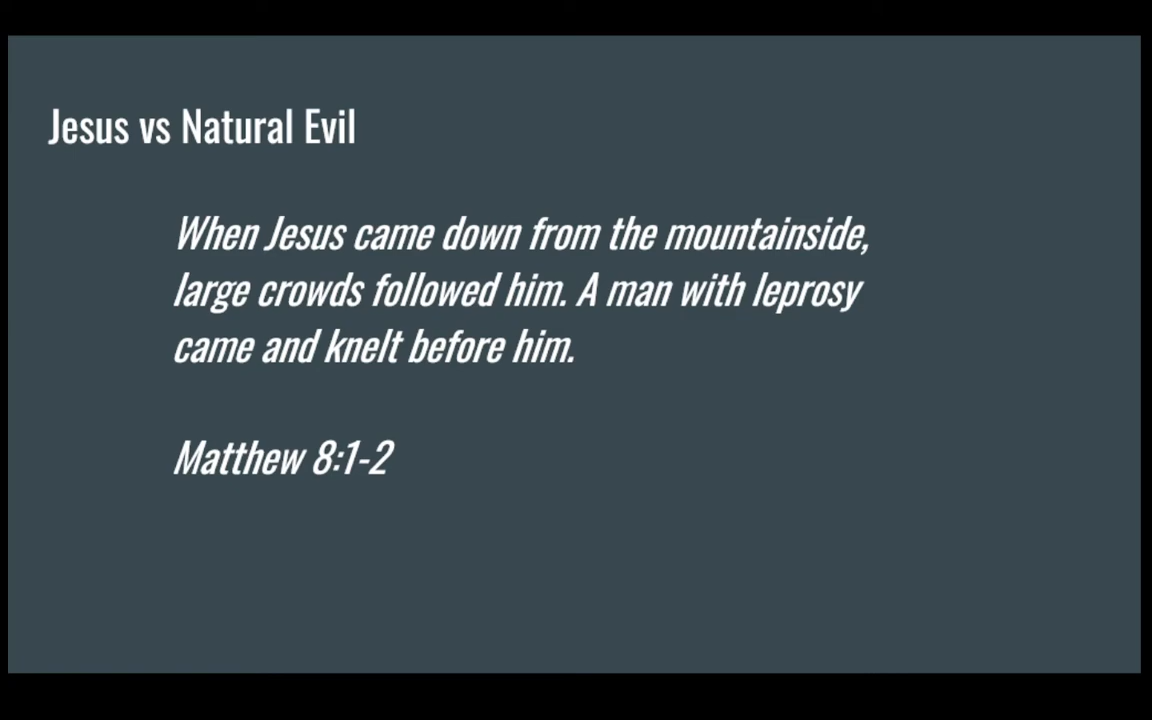 Jesus vs Natural Evil
When Jesus came down from the mountainside,
large crowds followed him. A man with leprosy
came and knelt before him.
Matthew 8:1-2